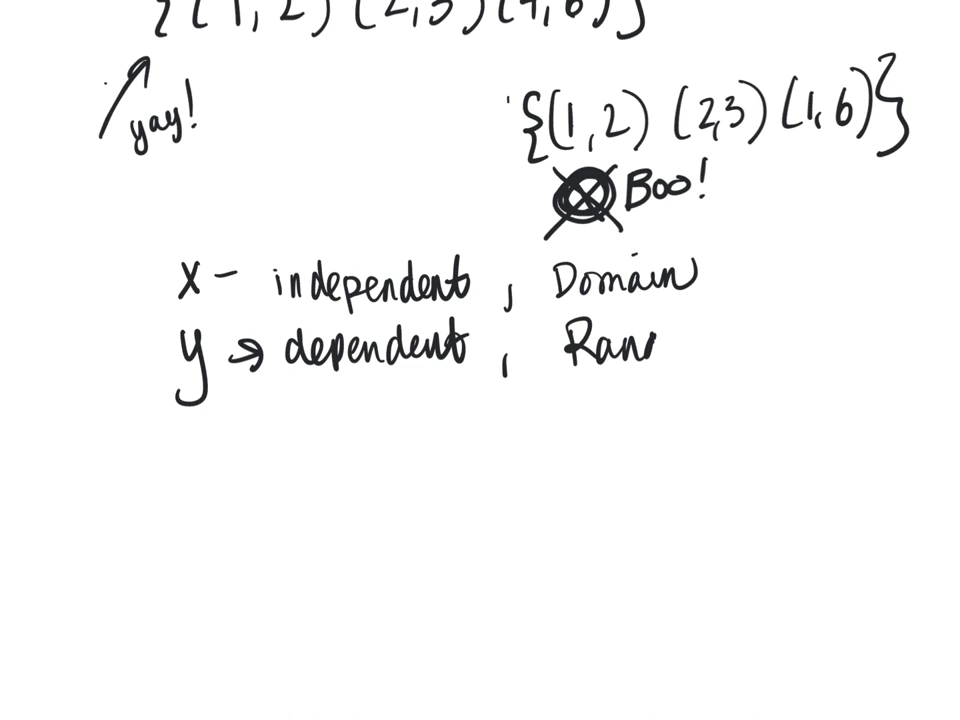 {(1, 2) (2,3) (4,6)}
yay!
{(1, 2) (2,3) (1, 6)}
Boo!
x - independent, Domain
y → dependent, Ran